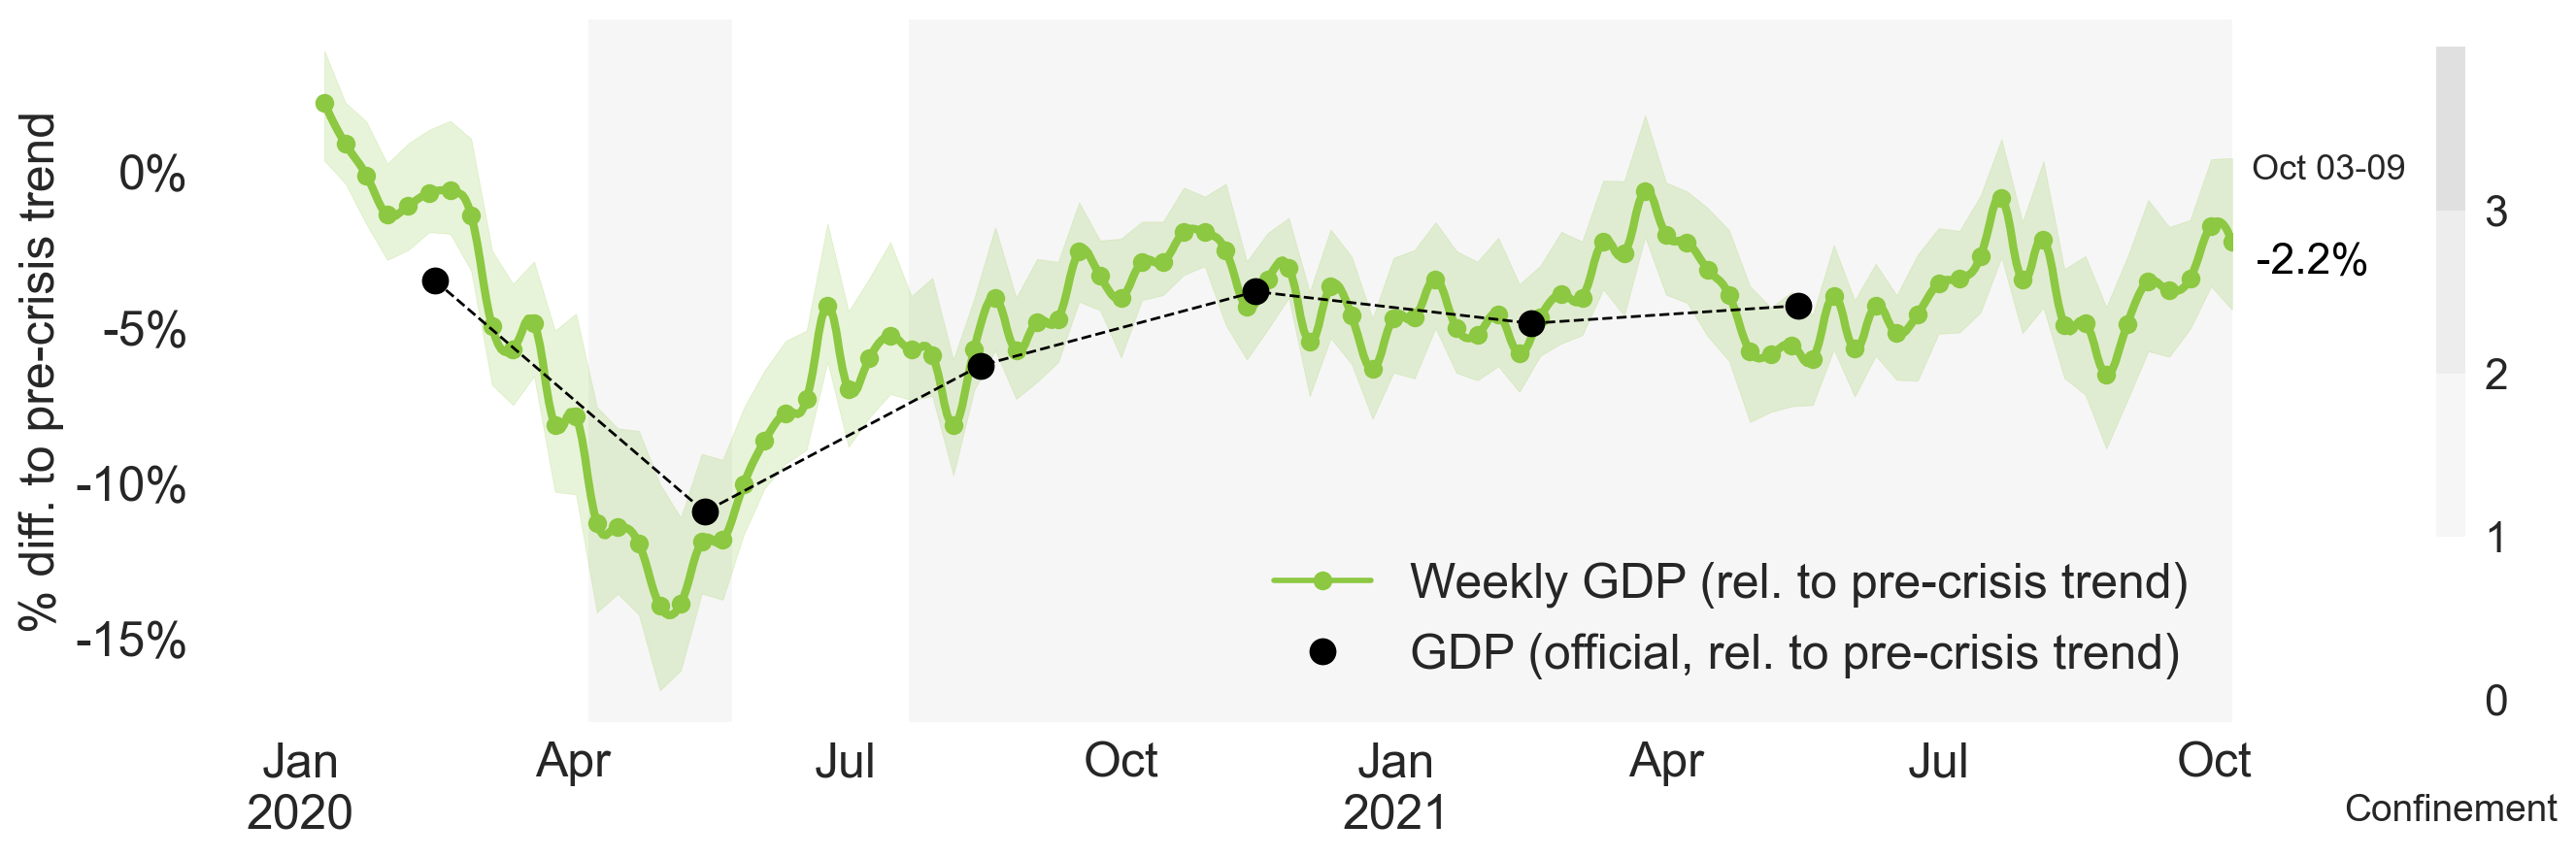 % diff. to pre-crisis trend
0%
-5%
-10%
-15%
Oct 03-09
-2.2%
3
2
1
0
Weekly GDP (rel. to pre-crisis trend)
GDP (official, rel. to pre-crisis trend)
Jan
2020
Apr
Jul
Oct
Jan
2021
Apr
Jul
Oct
Confinement